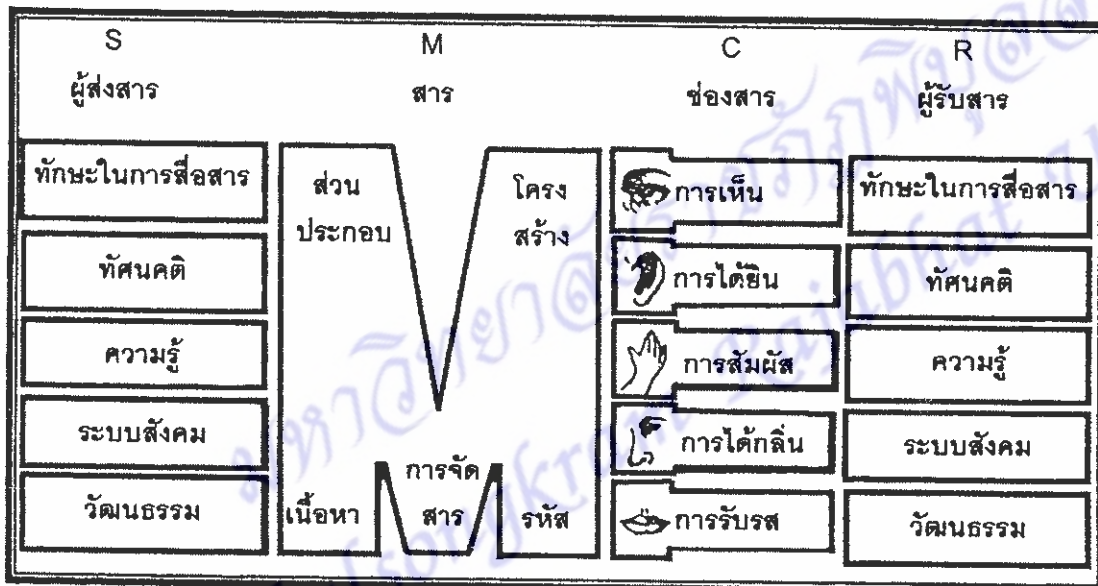 S M C R
ผู้ส่งสาร สาร ช่องสาร ผู้รับสาร
ทักษะในการสื่อสาร
ทัศนคติ
ความรู้
ระบบสังคม
วัฒนธรรม
ส่วน
ประกอบ
โครง
สร้าง
เนื้อหา
การจัด
สาร
รหัส
การเห็น
การได้ยิน
การสัมผัส
การได้กลิ่น
การรับรส
ทักษะในการสื่อสาร
ทัศนคติ
ความรู้
ระบบสังคม
วัฒนธรรม